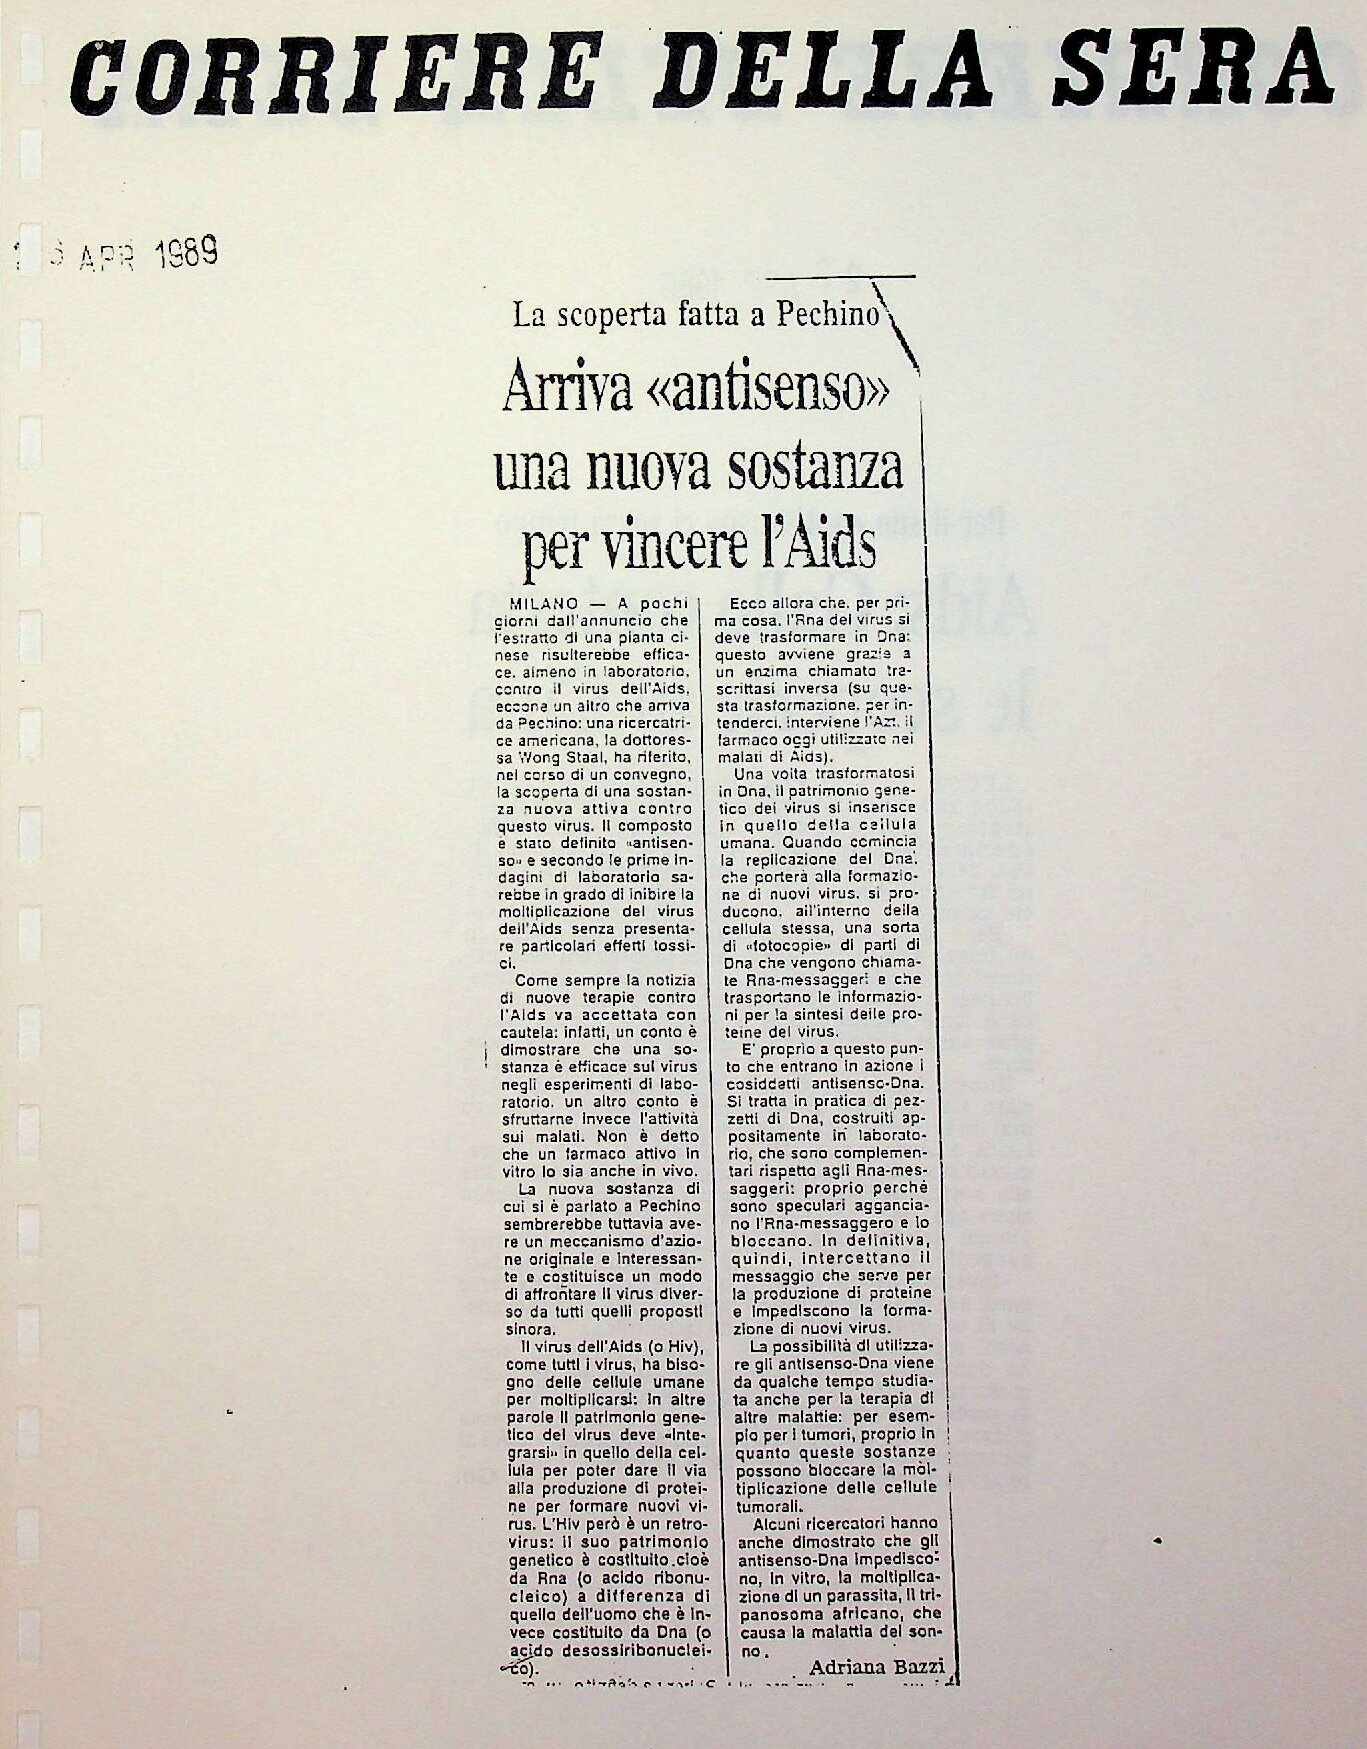 CORRIERE DELLA SERA
APR 1989
La scoperta fatta a Pechino
Arriva «antisenso»
una nuova sostanza
per vincere l'Aids
MILANO — A pochi
giorni dall'annuncio che
l'estratto di una pianta ci-
nese risulterebbe effica-
ce, almeno in laboratorio,
contro il virus dell'Aids,
eccone un altro che arriva
da Pechino: una ricercatri-
ce americana, la dottores-
sa Wong Staal, ha riferito,
nel corso di un convegno,
la scoperta di una sostan-
za nuova attiva contro
questo virus. Il composto
è stato definito «antisen-
so» e secondo le prime in-
dagini di laboratorio sa-
rebbe in grado di inibire la
moltiplicazione del virus
dell'Aids senza presenta-
re particolari effetti tossi-
ci.
Come sempre la notizia
di nuove terapie contro
l'Aids va accettata con
cautela: infatti, un conto è
dimostrare che una so-
stanza è efficace sul virus
negli esperimenti di labo-
ratorio, un altro conto è
sfruttarne invece l'attività
sui malati. Non è detto
che un farmaco attivo in
vitro lo sia anche in vivo.
La nuova sostanza di
cui si è parlato a Pechino
sembrerebbe tuttavia ave-
re un meccanismo d'azio-
ne originale e interessan-
te e costituisce un modo
di affrontare il virus diver-
so da tutti quelli proposti
sinora.
Il virus dell'Aids (o Hiv),
come tutti i virus, ha biso-
gno delle cellule umane
per moltiplicarsi: in altre
parole il patrimonio gene-
tico del virus deve «inte-
grarsi» in quello della cel-
lula per poter dare il via
alla produzione di protei-
ne per formare nuovi vi-
rus. L'Hiv però è un retro-
virus: il suo patrimonio
genetico è costituito cioè
da Rna (o acido ribonu-
cleico) a differenza di
quello dell'uomo che è in-
vece costituito da Dna (o
acido desossiribonuclei-
co).
Ecco allora che, per pri-
ma cosa, l'Rna del virus si
deve trasformare in Dna:
questo avviene grazie a
un enzima chiamato tra-
scrittasi inversa (su que-
sta trasformazione, per in-
tenderci, interviene l'Azt, il
farmaco oggi utilizzato nei
malati di Aids).
Una volta trasformatosi
in Dna, il patrimonio gene-
tico del virus si inserisce
in quello della cellula
umana. Quando comincia
la replicazione del Dna,
che porterà alla formazio-
ne di nuovi virus, si pro-
ducono, all'interno della
cellula stessa, una sorta
di «fotocopie» di parti di
Dna che vengono chiama-
te Rna-messaggeri e che
trasportano le informazio-
ni per la sintesi delle pro-
teine del virus.
E' proprio a questo pun-
to che entrano in azione i
cosiddetti antisenso-Dna.
Si tratta in pratica di pez-
zetti di Dna, costruiti ap-
positamente in laborato-
rio, che sono complemen-
tari rispetto agli Rna-mes-
saggeri: proprio perché
sono speculari aggancia-
no l'Rna-messaggero e lo
bloccano. In definitiva,
quindi, intercettano il
messaggio che serve per
la produzione di proteine
e impediscono la forma-
zione di nuovi virus.
La possibilità di utilizza-
re gli antisenso-Dna viene
da qualche tempo studia-
ta anche per la terapia di
altre malattie: per esem-
pio per i tumori, proprio in
quanto queste sostanze
possono bloccare la mol-
tiplicazione delle cellule
tumorali.
Alcuni ricercatori hanno
anche dimostrato che gli
antisenso-Dna impedisco-
no, in vitro, la moltiplica-
zione di un parassita, il tri-
panosoma africano, che
causa la malattia del son-
no.
Adriana Bazzi